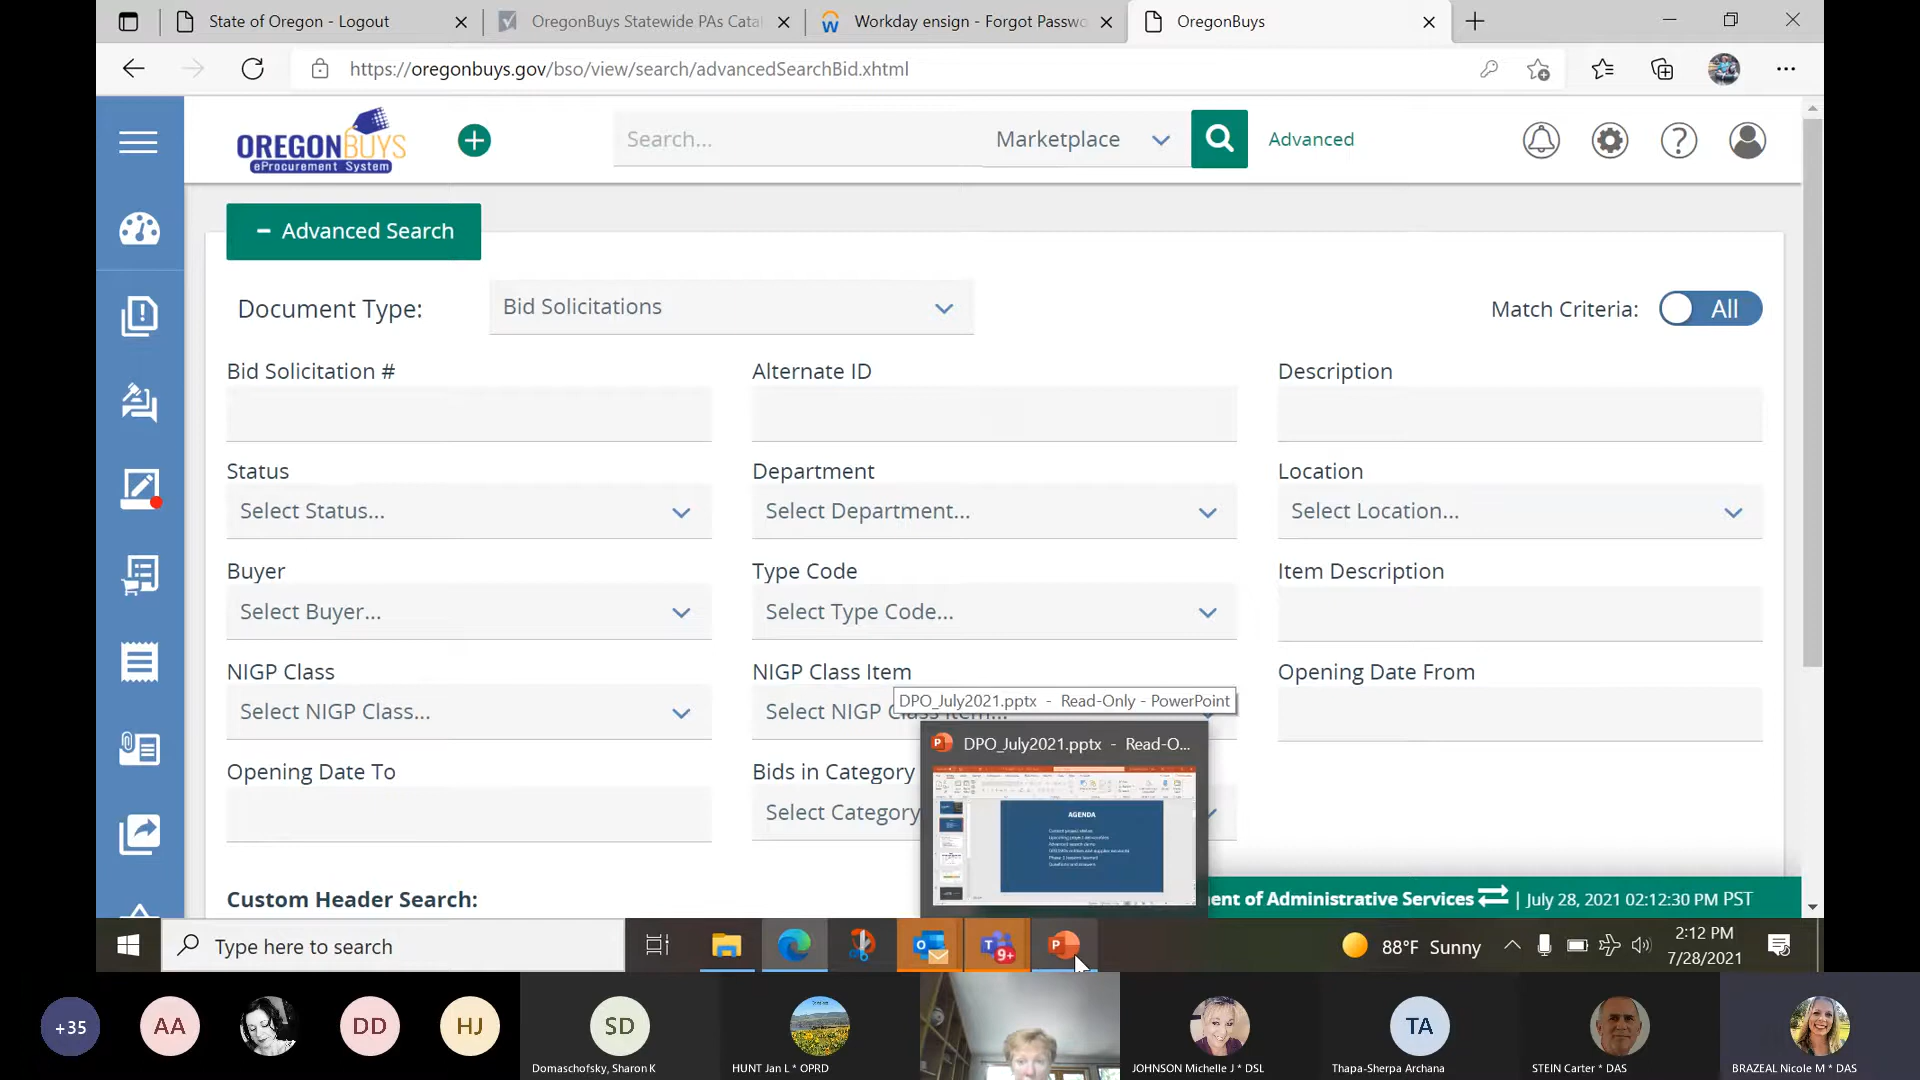 State of Oregon - Logout
OregonBuys Statewide PAs Catal
Workday ensign - Forgot Passwo
OregonBuys
https://oregonbuys.gov/bso/view/search/advancedSearchBid.xhtml
OREGONBUYS
eProcurement System
Search...
Marketplace
Advanced
Advanced Search
Document Type:
Bid Solicitations
Match Criteria:
All
Bid Solicitation #
Alternate ID
Description
Status
Department
Location
Select Status...
Select Department...
Select Location...
Buyer
Type Code
Item Description
Select Buyer...
Select Type Code...
NIGP Class
NIGP Class Item
Opening Date From
DPO_July2021.pptx - Read-Only - PowerPoint
Select NIGP Class...
Select NIGP Class Item...
DPO_July2021.pptx - Read-O...
Opening Date To
Bids in Category
Select Category
AGENDA
Custom Header Search:
ent of Administrative Services
| July 28, 2021 02:12:30 PM PST
Type here to search
9+
88°F Sunny
2:12 PM
7/28/2021
+35
AA
DD
HJ
SD
TA
Domaschofsky, Sharon K
HUNT Jan L * OPRD
JOHNSON Michelle J * DSL
Thapa-Sherpa Archana
STEIN Carter * DAS
BRAZEAL Nicole M * DAS